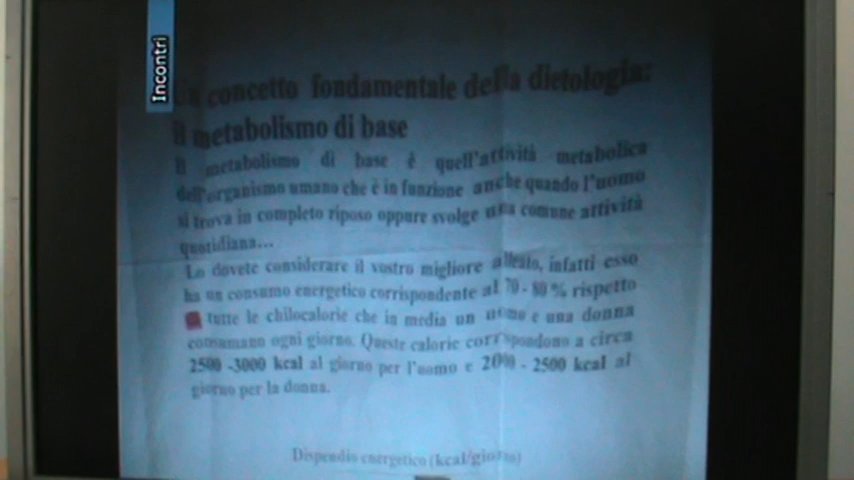 Incontri
Un concetto fondamentale della dietologia:
il metabolismo di base
Il metabolismo di base è quell'attività metabolica
dell'organismo umano che è in funzione anche quando l'uomo
si trova in completo riposo oppure svolge una comune attività
quotidiana...
Lo dovete considerare il vostro migliore alleato, infatti esso
ha un consumo energetico corrispondente al 70 - 80 % rispetto
tutte le chilocalorie che in media un uomo e una donna
consumano ogni giorno. Queste calorie corrispondono a circa
2500 -3000 kcal al giorno per l'uomo e - 2500 kcal al
giorno per la donna.
Dispendio energetico (kcal/giorno)